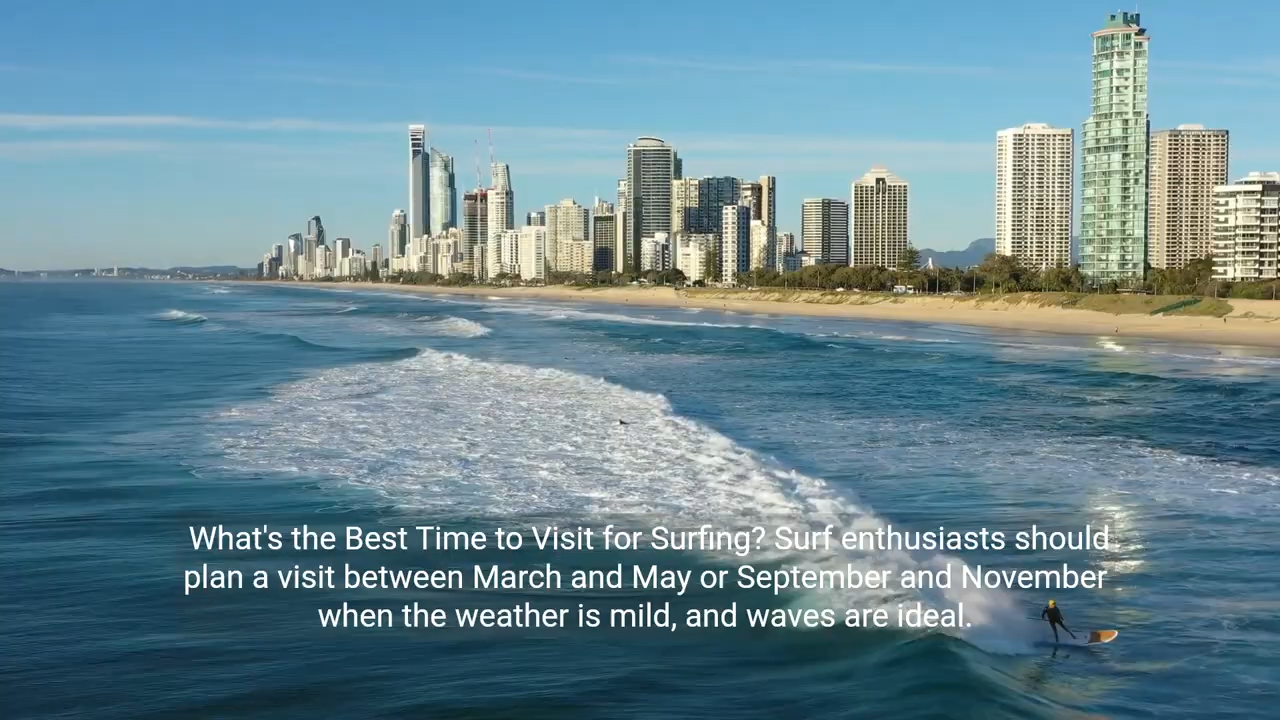 What's the Best Time to Visit for Surfing? Surf enthusiasts should
plan a visit between March and May or September and November
when the weather is mild, and waves are ideal.